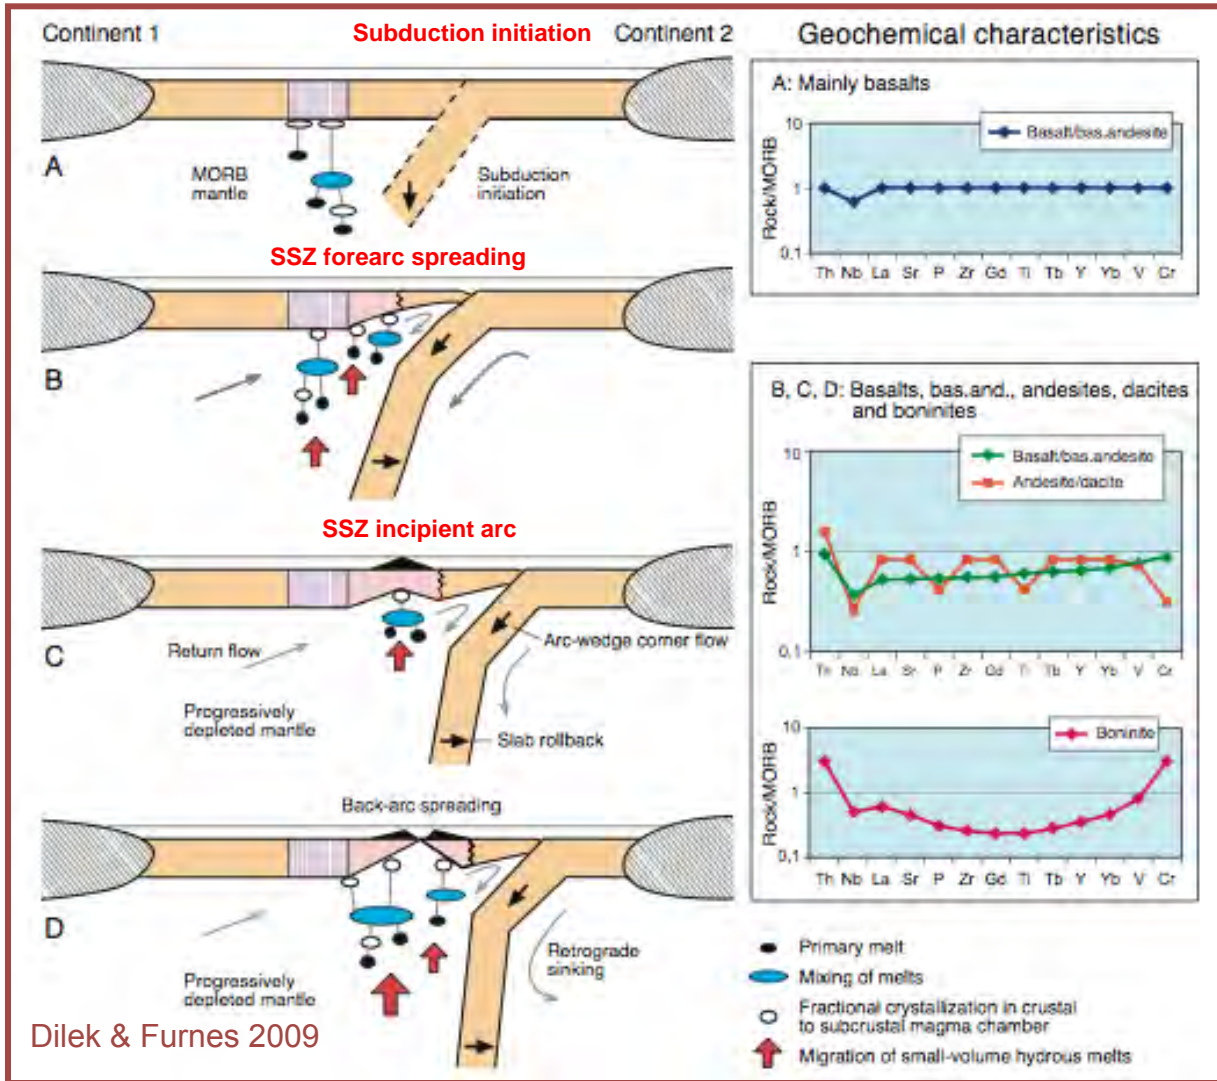 Continent 1
Subduction initiation
Continent 2
A
MORB
mantle
Subduction
initiation
SSZ forearc spreading
B
SSZ incipient arc
C
Return flow
Arc-wedge corner flow
Progressively
depleted mantle
Slab rollback
Back-arc spreading
D
Retrograde
sinking
Progressively
depleted mantle
Dilek & Furnes 2009
Geochemical characteristics
A: Mainly basalts
Basalt/bas.andesite
Rock/MORB
10
1
0.1
Th Nb La Sr P Zr Gd Ti Tb Y Yb V Cr
B, C, D: Basalts, bas.and., andesites, dacites
and boninites
Basalt/bas.andesite
Andesite/dacite
Rock/MORB
10
1
0.1
Th Nb La Sr P Zr Gd Ti Tb Y Yb V Cr
Boninite
Rock/MORB
10
1
0.1
Th Nb La Sr P Zr Gd Ti Tb Y Yb V Cr
Primary melt
Mixing of melts
Fractional crystallization in crustal
to subcrustal magma chamber
Migration of small-volume hydrous melts